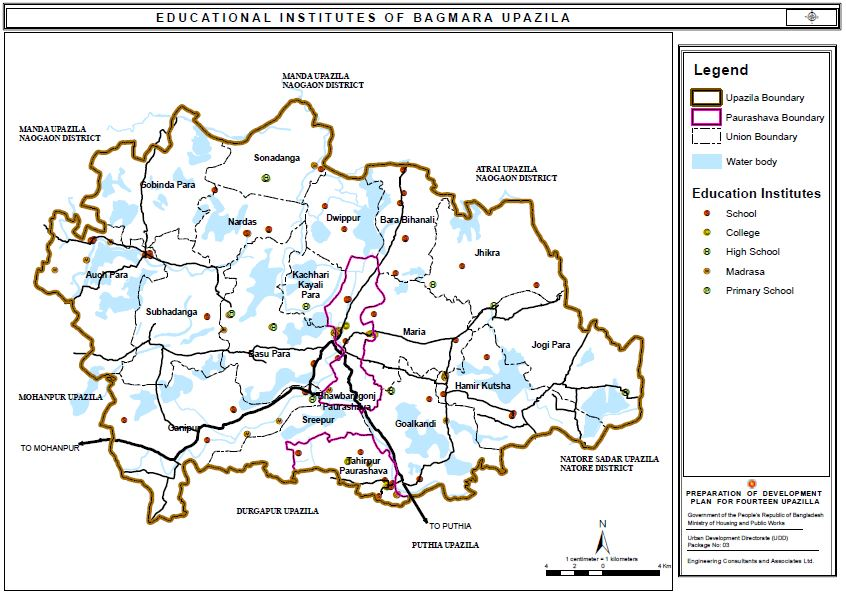 EDUCATIONAL INSTITUTES OF BAGMARA UPAZILA
MANDA UPAZILA
NAOGAON DISTRICT
MANDA UPAZILA
NAOGAON DISTRICT
ATRAI UPAZILA
NAOGAON DISTRICT
Sonadanga
Gobinda Para
Nardas
Dwippur
Bara Bihanali
Jhikra
Auch Para
Kachhari
Kayali
Para
Subhadanga
Maria
Jogi Para
Basu Para
Hamir Kutsha
MOHANPUR UPAZILA
Bhawbaniganj
Paurashava
Ganipur
Sreepur
Goalkandi
TO MOHANPUR
Tahirpur
Paurashava
NATORE SADAR UPAZILA
NATORE DISTRICT
DURGAPUR UPAZILA
TO PUTHIA
PUTHIA UPAZILA
N
1 centimeter = 1 kilometers
4 2 0 4 Km
Legend
Upazila Boundary
Paurashava Boundary
Union Boundary
Water body
Education Institutes
School
College
High School
Madrasa
Primary School
PREPARATION OF DEVELOPMENT
PLAN FOR FOURTEEN UPAZILLA
Government of the People's Republic of Bangladesh
Ministry of Housing and Public Works
Urban Development Directorate (UDD)
Package No: 03
Engineering Consultants and Associates Ltd.